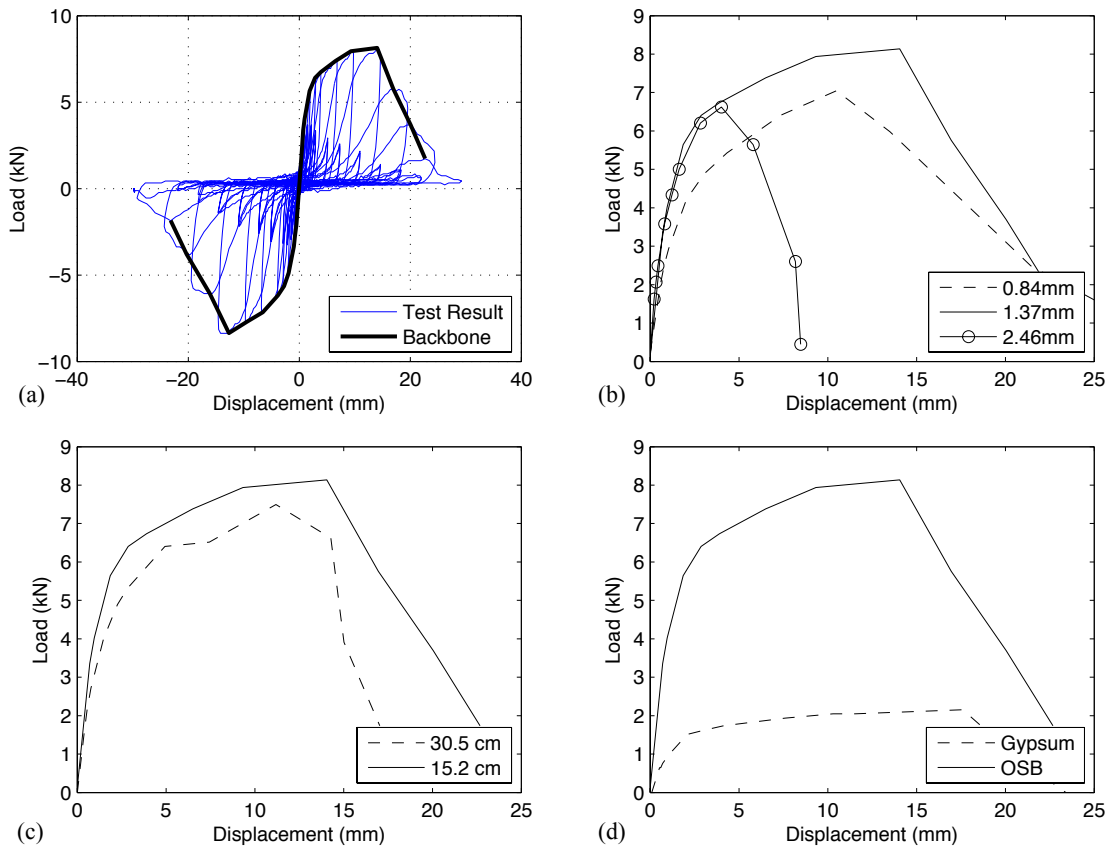 10
5
0
−5
−10
Load (kN)
−40 −20 0 20 40
Displacement (mm)
Test Result
Backbone
(a)
9
8
7
6
5
4
3
2
1
0
Load (kN)
0 5 10 15 20 25
Displacement (mm)
0.84mm
1.37mm
2.46mm
(b)
9
8
7
6
5
4
3
2
1
0
Load (kN)
0 5 10 15 20 25
Displacement (mm)
30.5 cm
15.2 cm
(c)
9
8
7
6
5
4
3
2
1
0
Load (kN)
0 5 10 15 20 25
Displacement (mm)
Gypsum
OSB
(d)